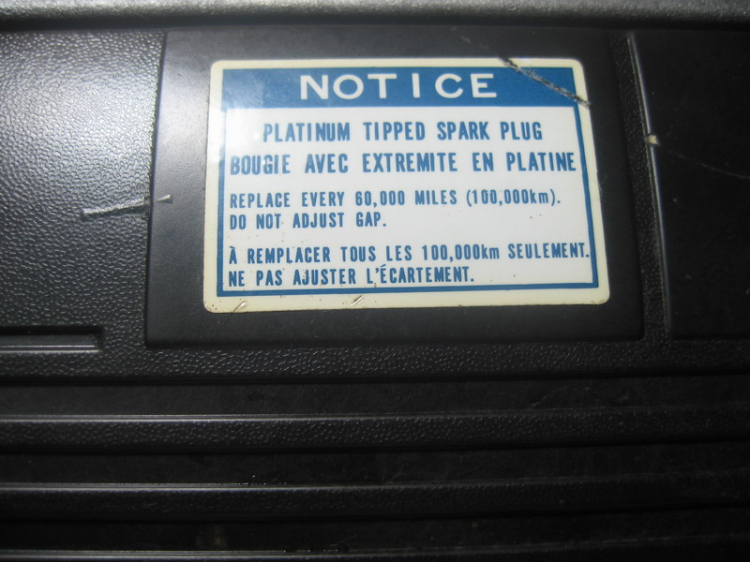 NOTICE
PLATINUM TIPPED SPARK PLUG
BOUGIE AVEC EXTREMITE EN PLATINE
REPLACE EVERY 60,000 MILES (100,000km).
DO NOT ADJUST GAP.
À REMPLACER TOUS LES 100,000km SEULEMENT.
NE PAS AJUSTER L'ÉCARTEMENT.